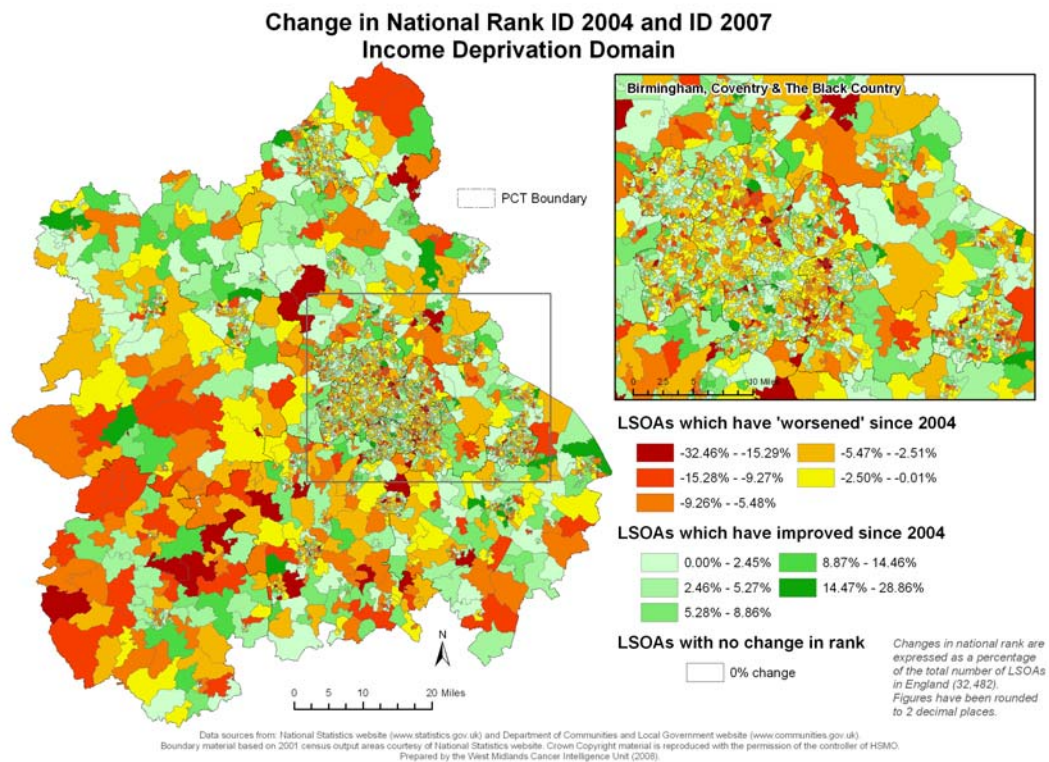 Change in National Rank ID 2004 and ID 2007
Income Deprivation Domain
Birmingham, Coventry & The Black Country
PCT Boundary
0 2.5 5 10 Miles
LSOAs which have 'worsened' since 2004
-32.46% - -15.29%
-5.47% - -2.51%
-15.28% - -9.27%
-2.50% - -0.01%
-9.26% - -5.48%
LSOAs which have improved since 2004
0.00% - 2.45%
8.87% - 14.46%
2.46% - 5.27%
14.47% - 28.86%
5.28% - 8.86%
LSOAs with no change in rank
0% change
Changes in national rank are
expressed as a percentage
of the total number of LSOAs
in England (32,482).
Figures have been rounded
to 2 decimal places.
N
0 5 10 20 Miles
Data sources from: National Statistics website (www.statistics.gov.uk) and Department of Communities and Local Government website (www.communities.gov.uk).
Boundary material based on 2001 census output areas courtesy of National Statistics website. Crown Copyright material is reproduced with the permission of the controller of HSMO.
Prepared by the West Midlands Cancer Intelligence Unit (2008).